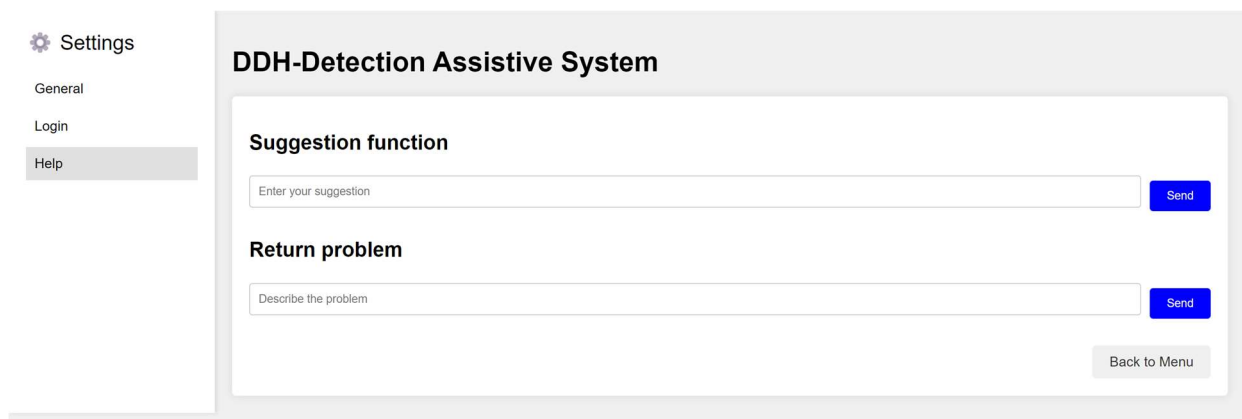 Settings
General
Login
Help
DDH-Detection Assistive System
Suggestion function
Enter your suggestion
Send
Return problem
Describe the problem
Send
Back to Menu